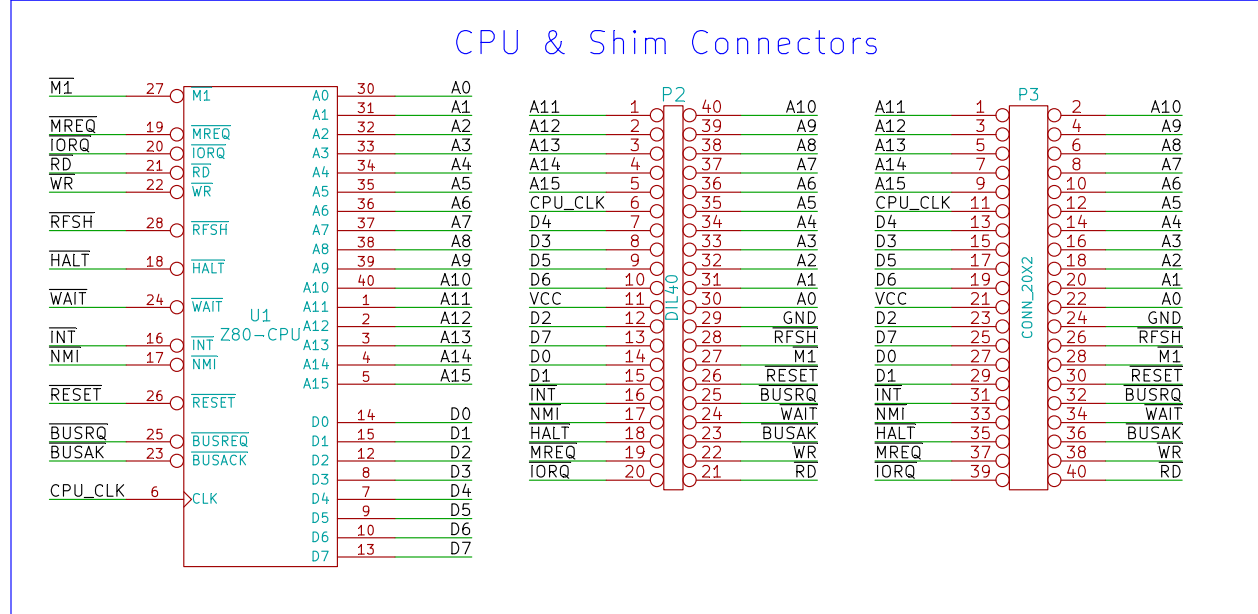 CPU & Shim Connectors
M1 27 M1 A0 30 A0
A1 31 A1
MREQ 19 MREQ A2 32 A2
IORQ 20 IORQ A3 33 A3
RD 21 RD A4 34 A4
WR 22 WR A5 35 A5
A6 36 A6
RFSH 28 RFSH A7 37 A7
A8 38 A8
HALT 18 HALT A9 39 A9
A10 40 A10
WAIT 24 WAIT A11 1 A11
A12 2 A12
INT 16 INT A13 3 A13
NMI 17 NMI A14 4 A14
A15 5 A15
RESET 26 RESET
D0 14 D0
BUSRQ 25 BUSREQ D1 15 D1
BUSAK 23 BUSACK D2 12 D2
D3 8 D3
CPU_CLK 6 CLK D4 7 D4
D5 9 D5
D6 10 D6
D7 13 D7
U1
Z80-CPU
P2
A11 1 40 A10
A12 2 39 A9
A13 3 38 A8
A14 4 37 A7
A15 5 36 A6
CPU_CLK 6 35 A5
D4 7 34 A4
D3 8 33 A3
D5 9 32 A2
D6 10 31 A1
VCC 11 30 A0
D2 12 29 GND
D7 13 28 RFSH
D0 14 27 M1
D1 15 26 RESET
INT 16 25 BUSRQ
NMI 17 24 WAIT
HALT 18 23 BUSAK
MREQ 19 22 WR
IORQ 20 21 RD
DIL40
P3
A11 1 2 A10
A12 3 4 A9
A13 5 6 A8
A14 7 8 A7
A15 9 10 A6
CPU_CLK 11 12 A5
D4 13 14 A4
D3 15 16 A3
D5 17 18 A2
D6 19 20 A1
VCC 21 22 A0
D2 23 24 GND
D7 25 26 RFSH
D0 27 28 M1
D1 29 30 RESET
INT 31 32 BUSRQ
NMI 33 34 WAIT
HALT 35 36 BUSAK
MREQ 37 38 WR
IORQ 39 40 RD
CONN_20X2